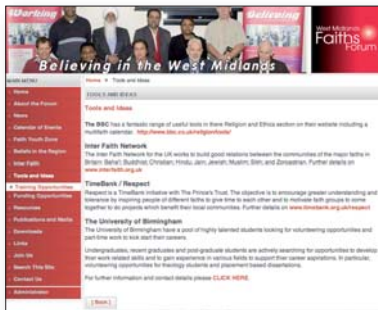 Working
Believing
West Midlands
Faiths
Forum
Believing in the West Midlands
MAIN MENU
Home
About the Forum
News
Calendar of Events
Faith Youth Zone
Beliefs in the Region
Inter Faith
Tools and Ideas
Training Opportunities
Funding Opportunities
Resources
Publications and Media
Downloads
Links
Join Us
Search This Site
Contact Us
Administrator
Home Tools and Ideas
TOOLS AND IDEAS
Tools and Ideas
The BBC has a fantastic range of useful tools in there Religion and Ethics section on their website including a
multifaith calendar. http://www.bbc.co.uk/religion/tools/
Inter Faith Network
The Inter Faith Network for the UK works to build good relations between the communities of the major faiths in
Britain: Baha'i; Buddhist; Christian; Hindu; Jain; Jewish; Muslim; Sikh; and Zoroastrian. Further details on
www.interfaith.org.uk
TimeBank / Respect
Respect is a TimeBank initiative with The Prince's Trust. The objective is to encourage greater understanding and
tolerance by inspiring people of different faiths to give time to each other and to motivate faith groups to come
together to do projects which benefit their local communities. Further details on www.timebank.org.uk/respect
The University of Birmingham
The University of Birmingham have a pool of highly talented students looking for volunteering opportunities and
part-time work to kick start their careers.
Undergraduates, recent graduates and post-graduate students are actively searching for opportunities to develop
their work related skills and to gain experience in various fields to support their career aspirations. In particular,
volunteering opportunities for theology students and placement based dissertations.
For further information and contact details please CLICK HERE.
[ Back ]